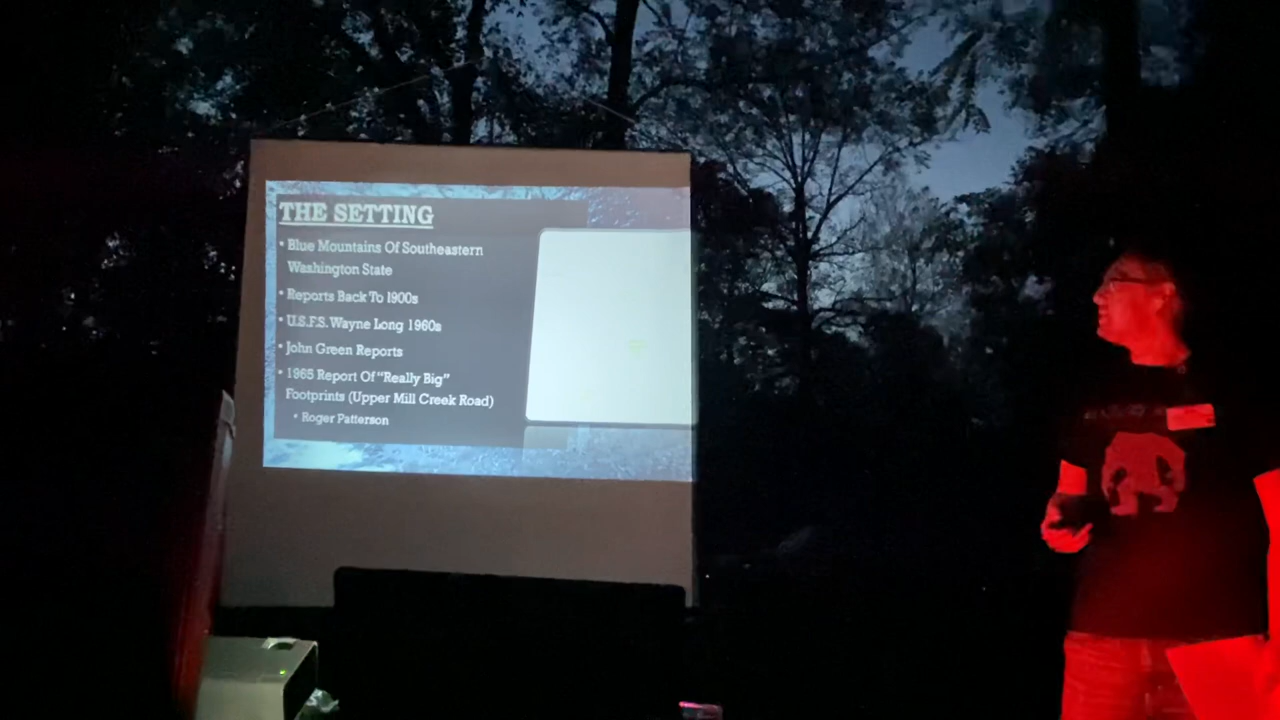 THE SETTING
• Blue Mountains Of Southeastern
Washington State
• Reports Back To 1900s
• U.S.F.S. Wayne Long 1960s
• John Green Reports
• 1965 Report Of "Really Big"
Footprints (Upper Mill Creek Road)
• Roger Patterson